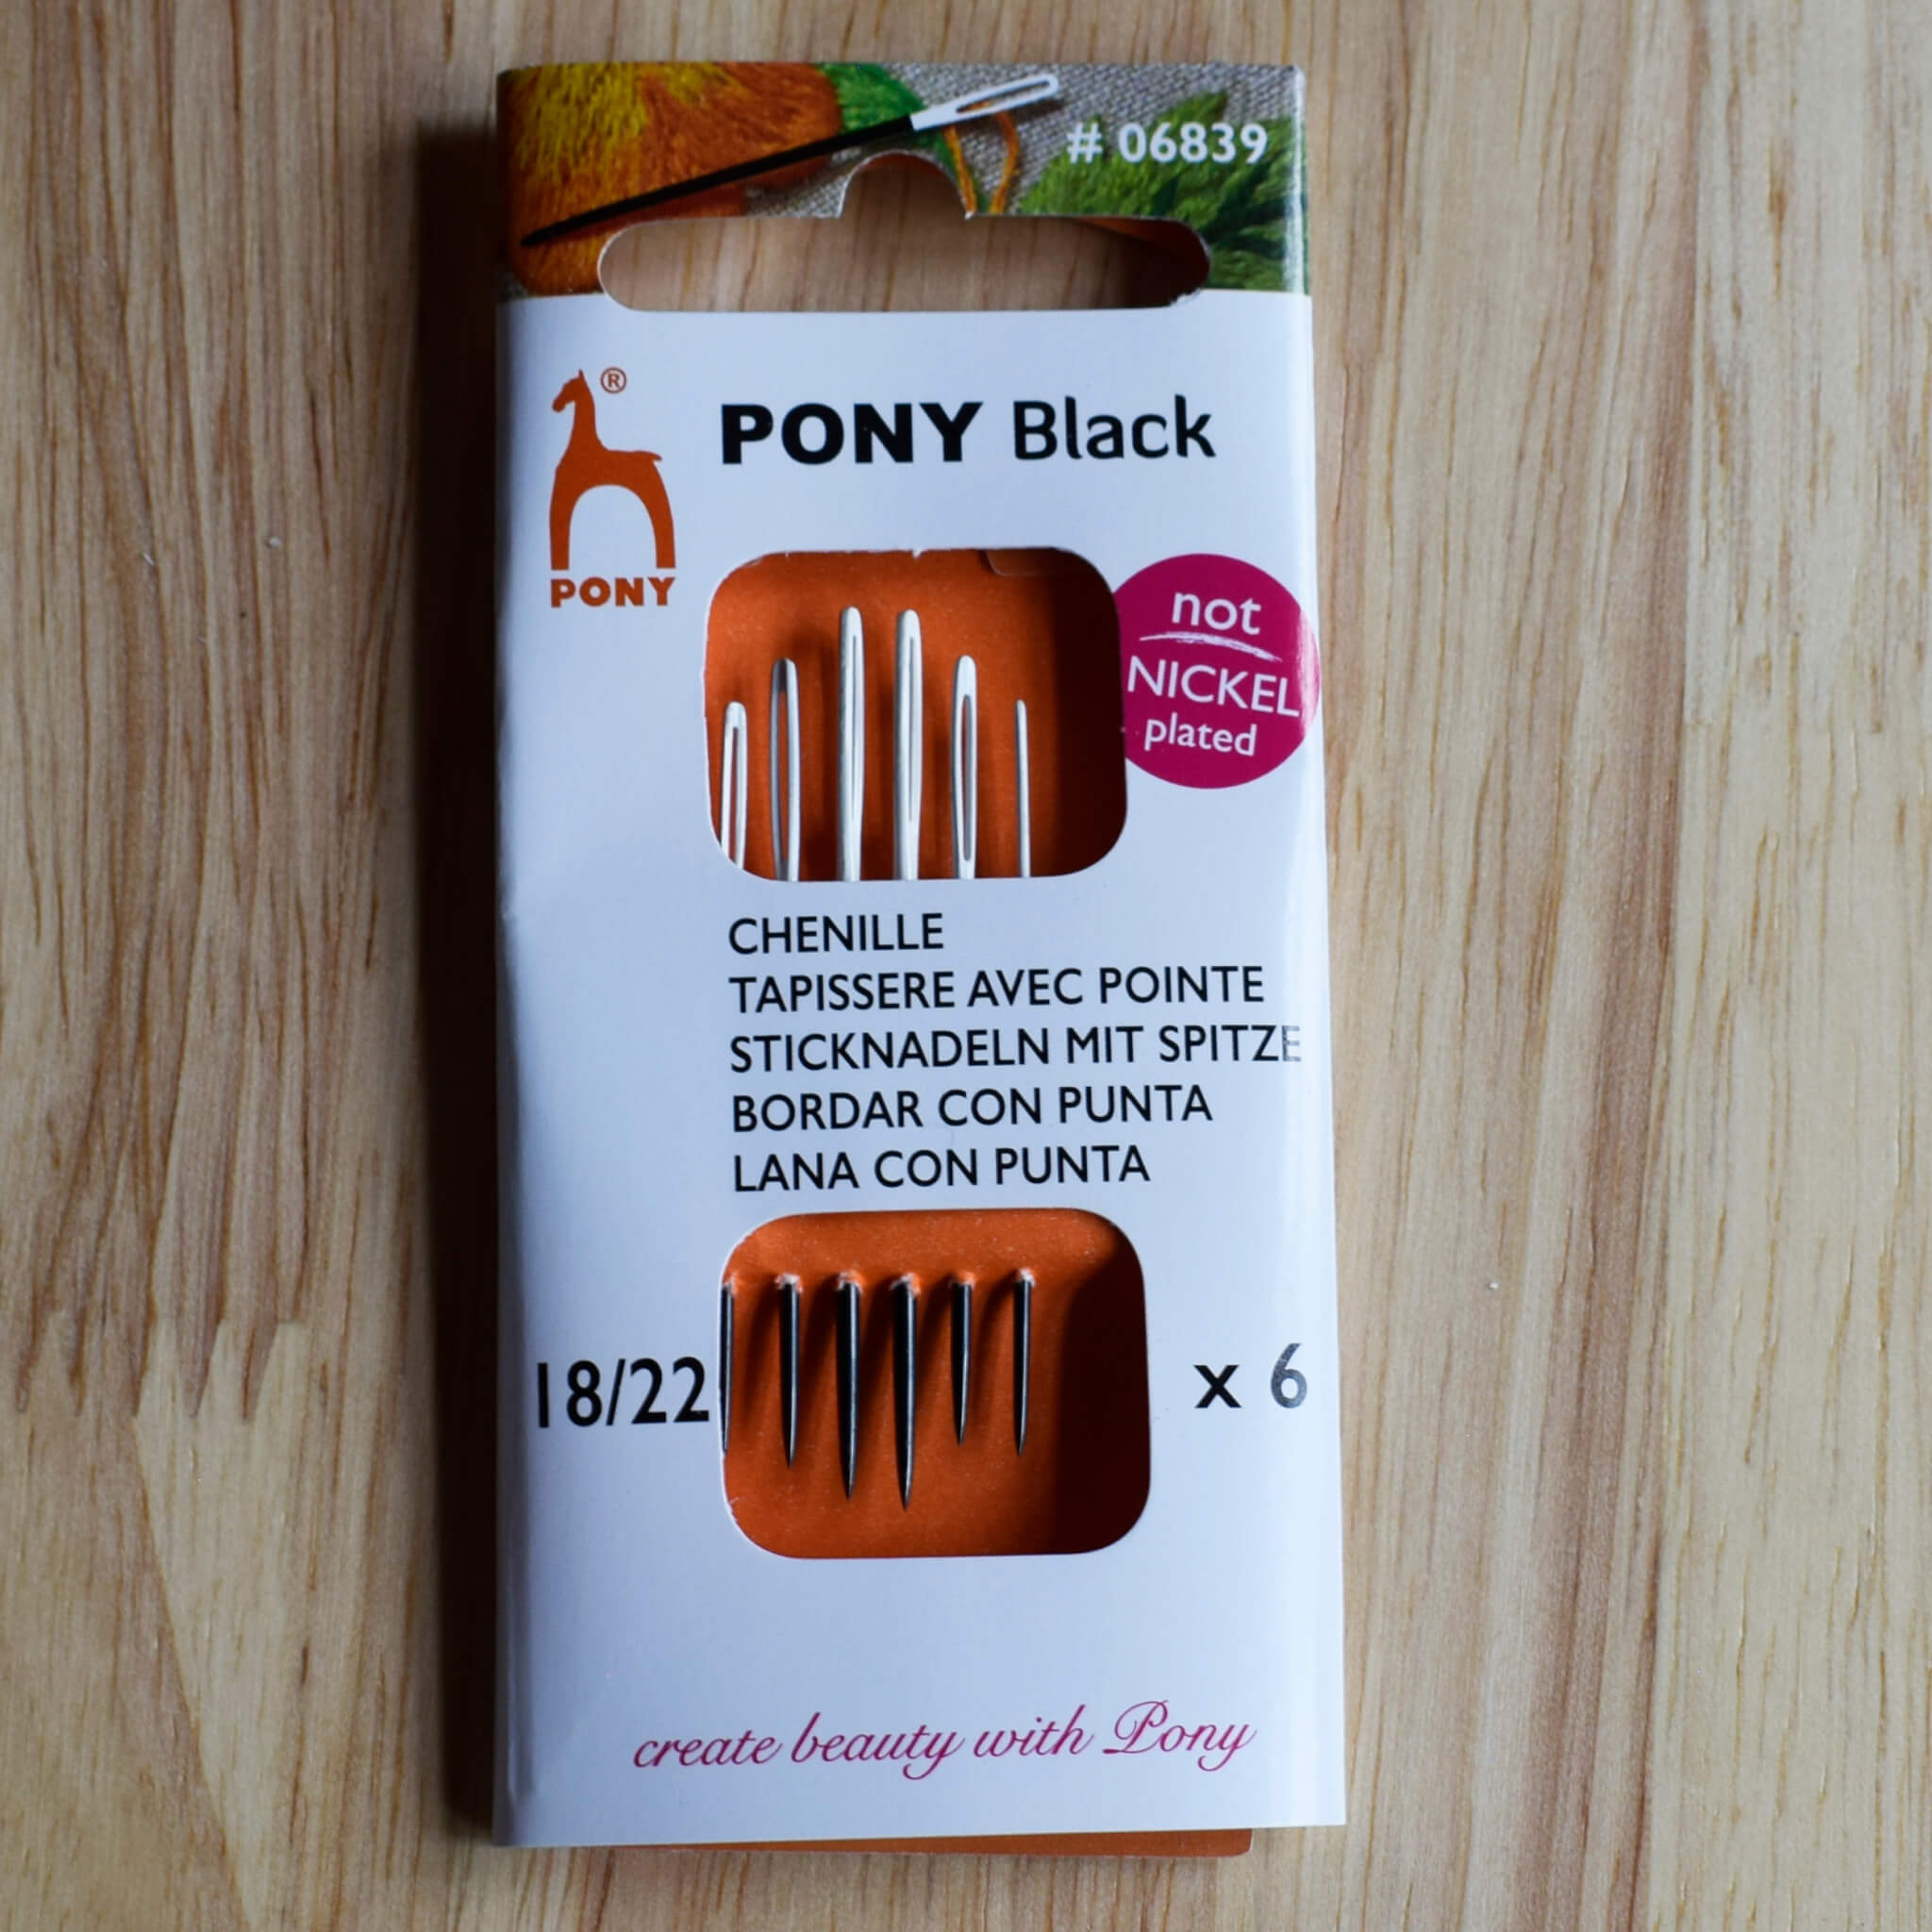 # 06839
®
PONY
PONY Black
not
NICKEL
plated
CHENILLE
TAPISSERE AVEC POINTE
STICKNADELN MIT SPITZE
BORDAR CON PUNTA
LANA CON PUNTA
18/22
x 6
create beauty with Pony